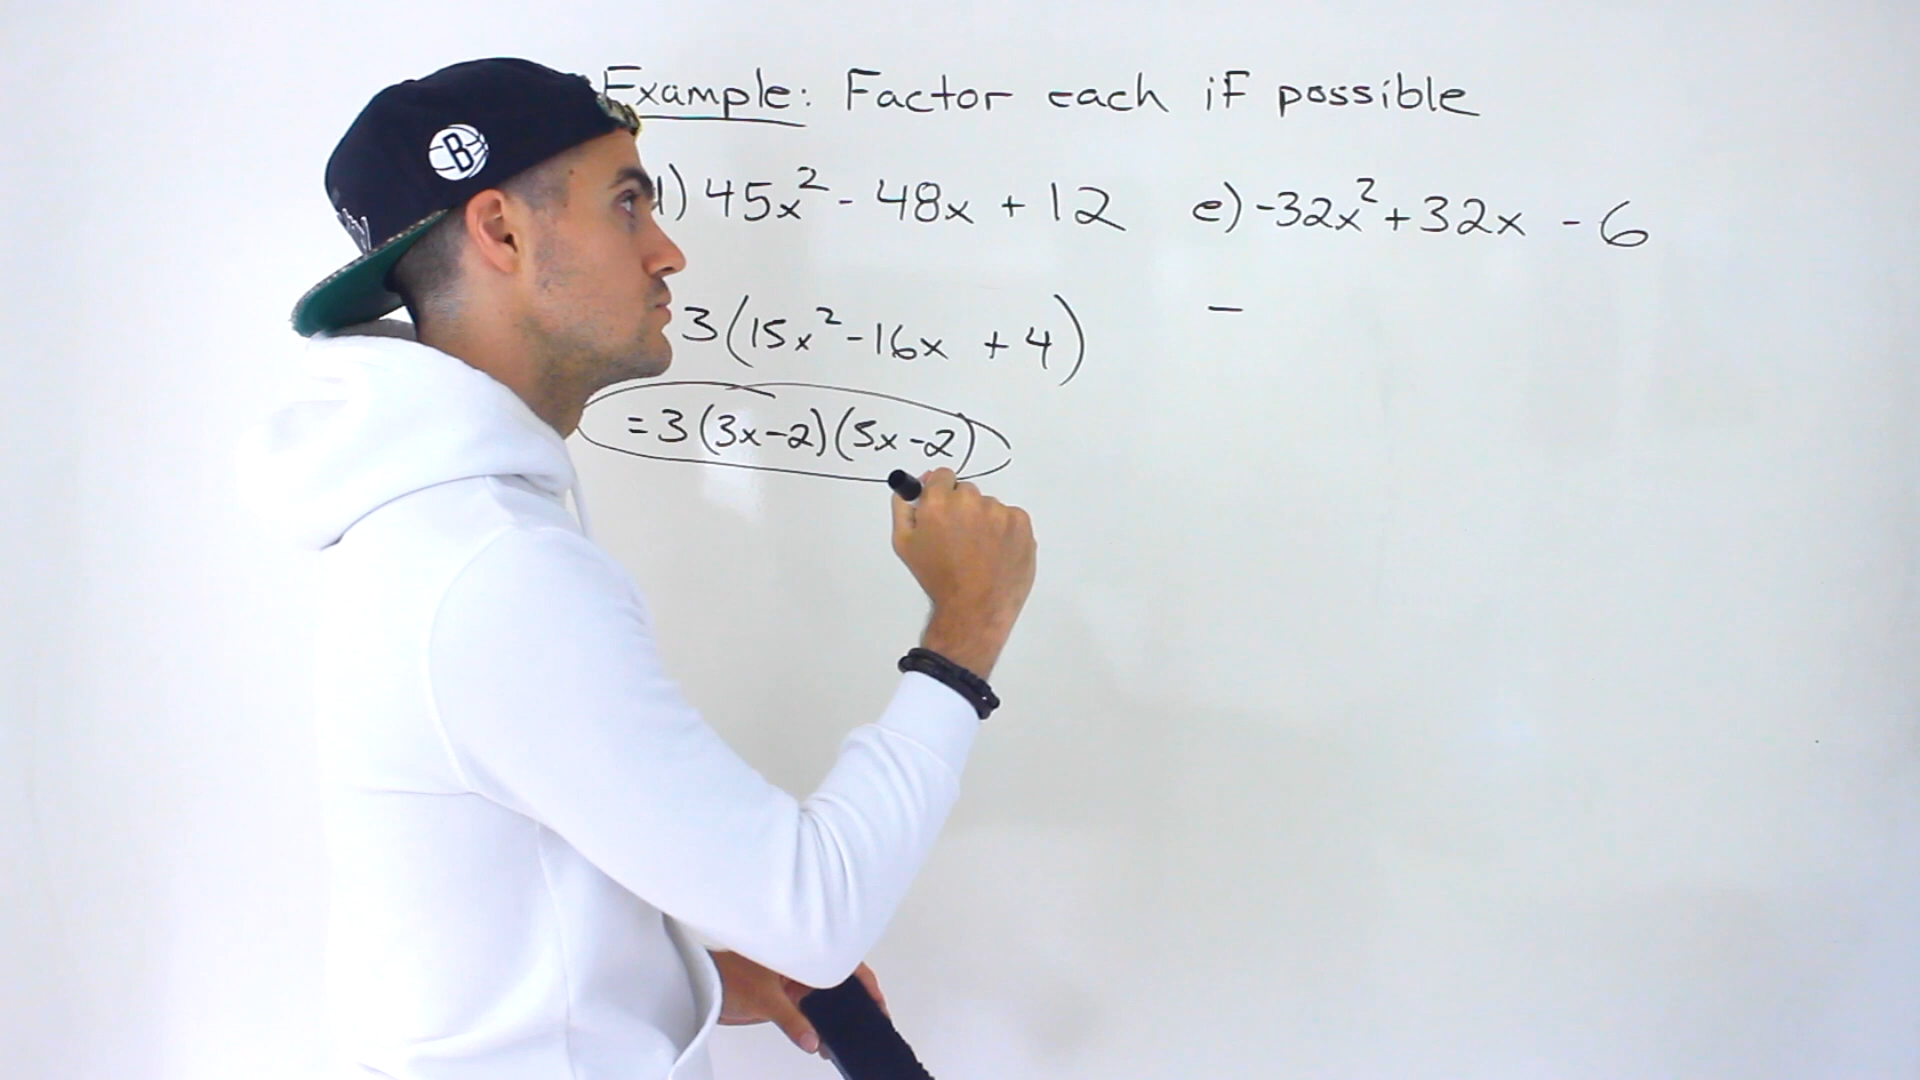 Example: Factor each if possible
d) 45x² - 48x + 12
e) -32x² + 32x - 6
3(15x² - 16x + 4)
-
= 3(3x - 2)(5x - 2)
B